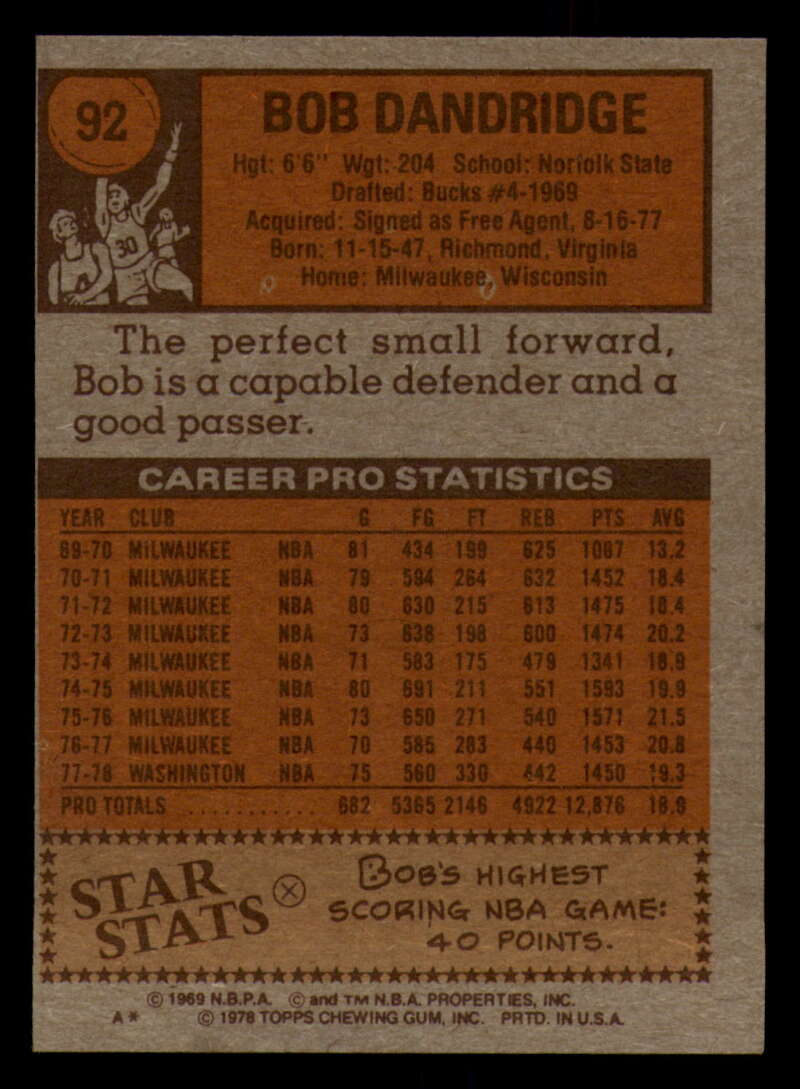 92
BOB DANDRIDGE
Hgt: 6'6" Wgt: 204 School: Norfolk State
Drafted: Bucks #4-1969
Acquired: Signed as Free Agent, 8-16-77
Born: 11-15-47, Richmond, Virginia
Home: Milwaukee, Wisconsin
30
The perfect small forward,
Bob is a capable defender and a
good passer.
CAREER PRO STATISTICS
YEAR CLUB G FG FT REB PTS AVG
69-70 MILWAUKEE NBA 81 434 199 625 1067 13.2
70-71 MILWAUKEE NBA 79 594 264 632 1452 18.4
71-72 MILWAUKEE NBA 80 630 215 613 1475 18.4
72-73 MILWAUKEE NBA 73 638 198 600 1474 20.2
73-74 MILWAUKEE NBA 71 583 175 479 1341 18.9
74-75 MILWAUKEE NBA 80 691 211 551 1593 19.9
75-76 MILWAUKEE NBA 73 650 271 540 1571 21.5
76-77 MILWAUKEE NBA 70 585 283 440 1453 20.8
77-78 WASHINGTON NBA 75 560 330 442 1450 19.3
PRO TOTALS ............ 682 5365 2146 4922 12,876 18.9
STAR
STATS
BOB'S HIGHEST
SCORING NBA GAME:
40 POINTS.
© 1969 N.B.P.A. © and TM N.B.A. PROPERTIES, INC.
A* © 1978 TOPPS CHEWING GUM, INC. PRTD. IN U.S.A.